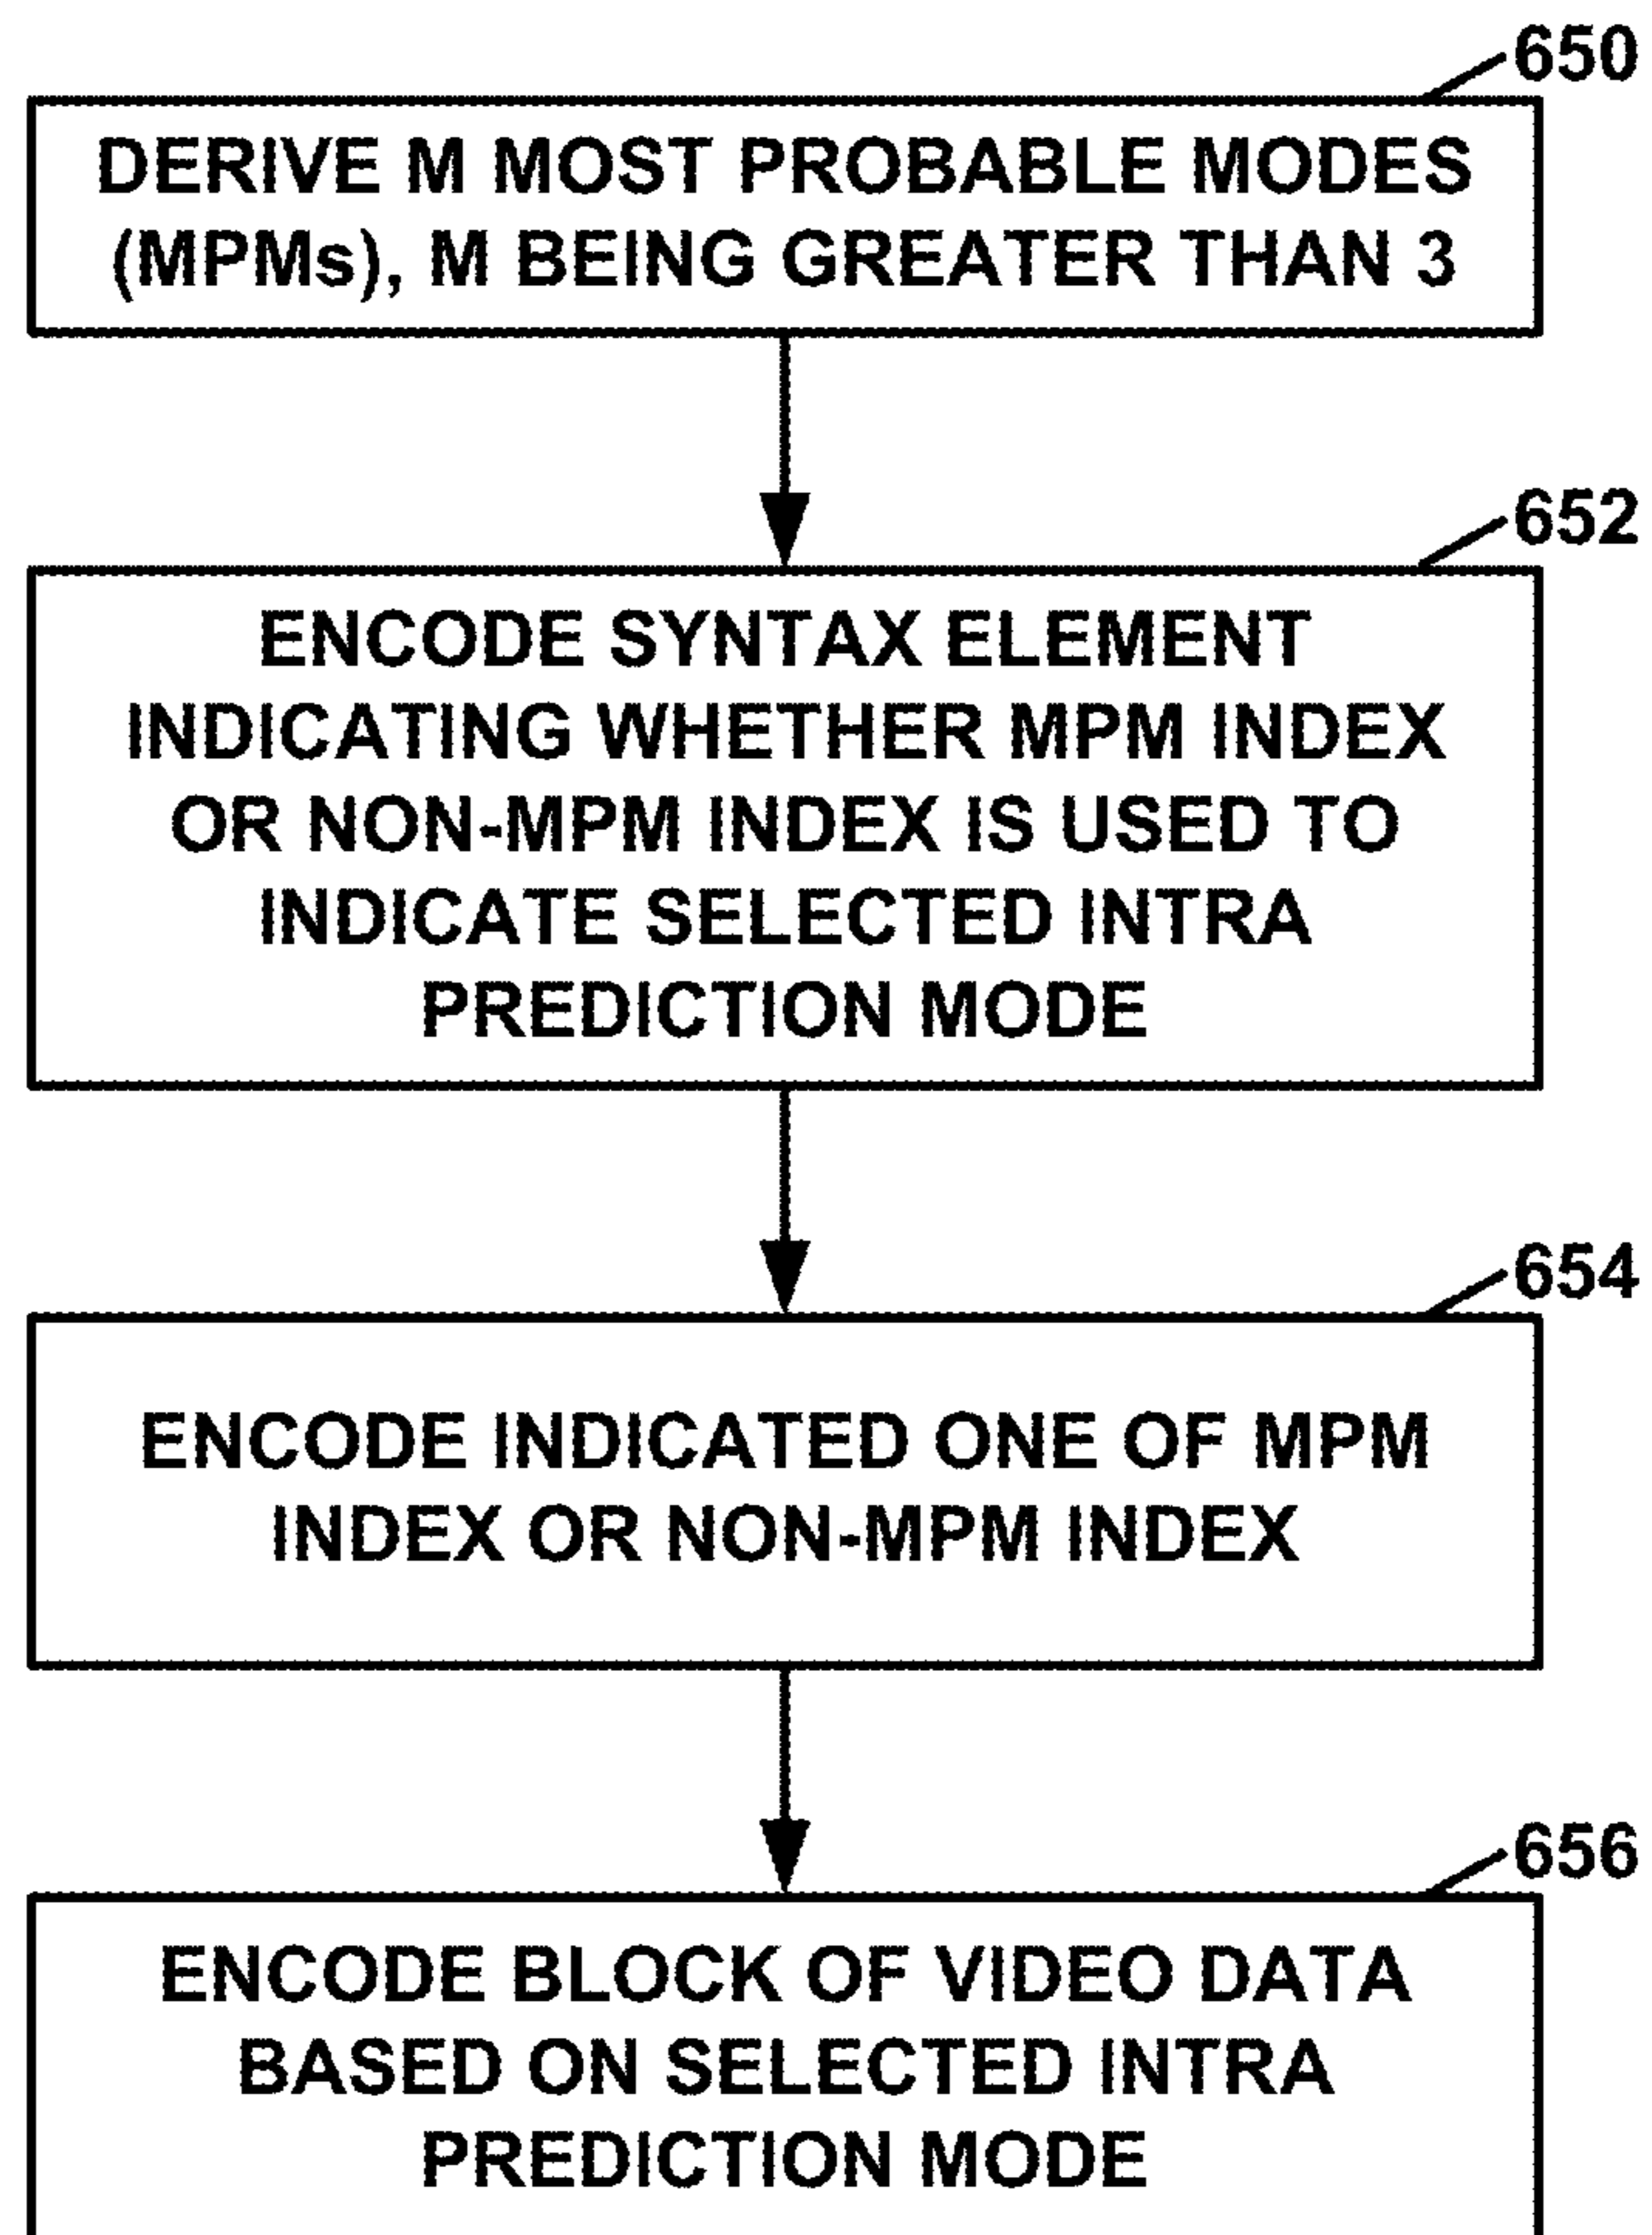 650
DERIVE M MOST PROBABLE MODES
(MPMs), M BEING GREATER THAN 3
652
ENCODE SYNTAX ELEMENT
INDICATING WHETHER MPM INDEX
OR NON-MPM INDEX IS USED TO
INDICATE SELECTED INTRA
PREDICTION MODE
654
ENCODE INDICATED ONE OF MPM
INDEX OR NON-MPM INDEX
656
ENCODE BLOCK OF VIDEO DATA
BASED ON SELECTED INTRA
PREDICTION MODE